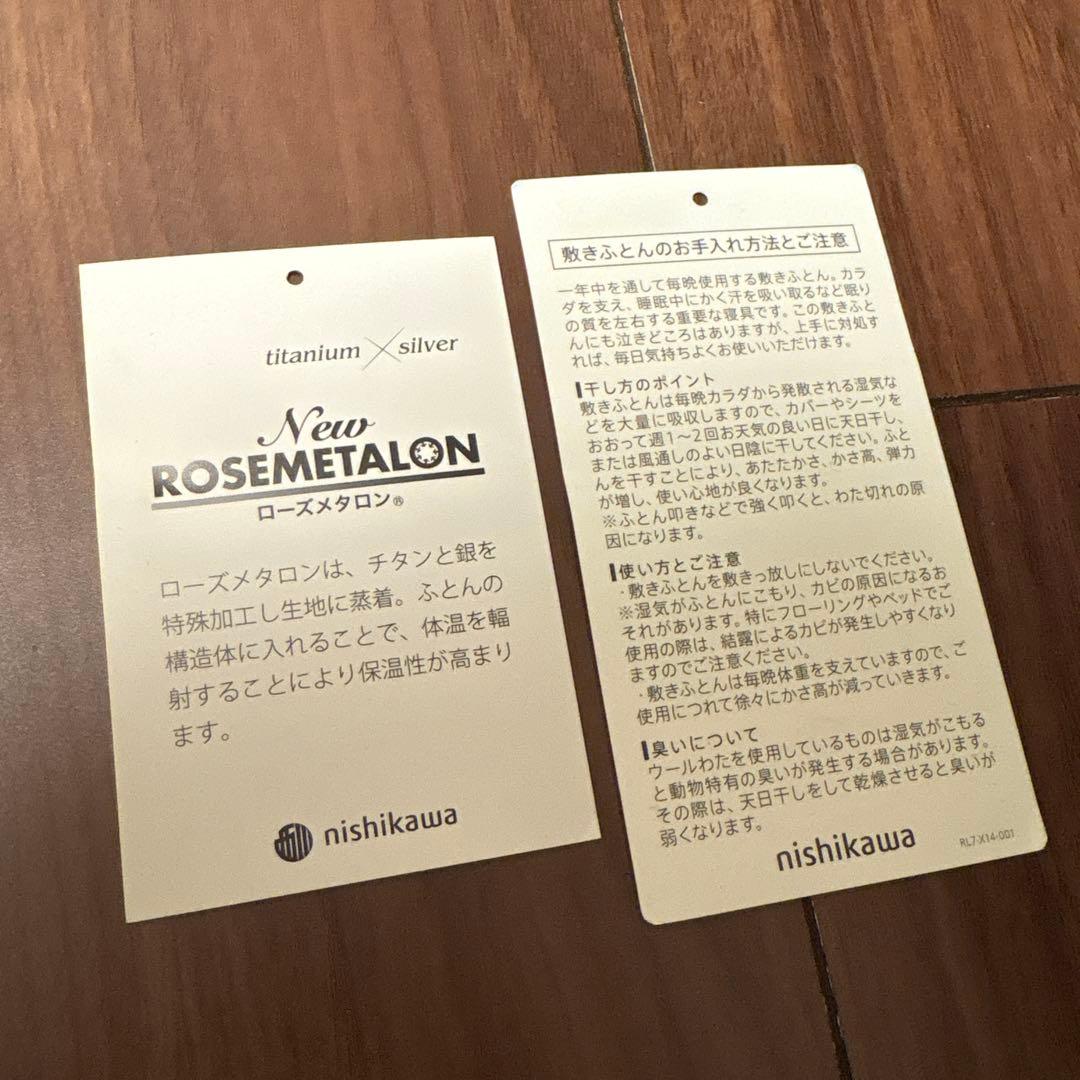 titanium × silver
New
ROSEMETALON
ローズメタロン®
ローズメタロンは、チタンと銀を
特殊加工し生地に蒸着。ふとんの
構造体に入れることで、体温を輻
射することにより保温性が高まり
ます。
nishikawa
敷きふとんのお手入れ方法とご注意
一年中を通して毎晩使用する敷きふとん。カラ
ダを支え、睡眠中にかく汗を吸い取るなど眠り
の質を左右する重要な寝具です。この敷きふと
んにも泣きどころはありますが、上手に対処す
れば、毎日気持ちよくお使いいただけます。
干し方のポイント
敷きふとんは毎晩カラダから発散される湿気な
どを大量に吸収しますので、カバーやシーツを
おおって週1～2回お天気の良い日に天日干し、
または風通しのよい日陰に干してください。ふと
んを干すことにより、あたたかさ、かさ高、弾力
が増し、使い心地が良くなります。
※ふとん叩きなどで強く叩くと、わた切れの原
因になります。
使い方とご注意
・敷きふとんを敷きっ放しにしないでください。
※湿気がふとんにこもり、カビの原因になるお
それがあります。特にフローリングやベッドでご
使用の際は、結露によるカビが発生しやすくなり
ますのでご注意ください。
・敷きふとんは毎晩体重を支えていますので、ご
使用につれて徐々にかさ高が減っていきます。
臭いについて
ウールわたを使用しているものは湿気がこもる
と動物特有の臭いが発生する場合があります。
その際は、天日干しをして乾燥させると臭いが
弱くなります。
nishikawa
RL7-X14-001